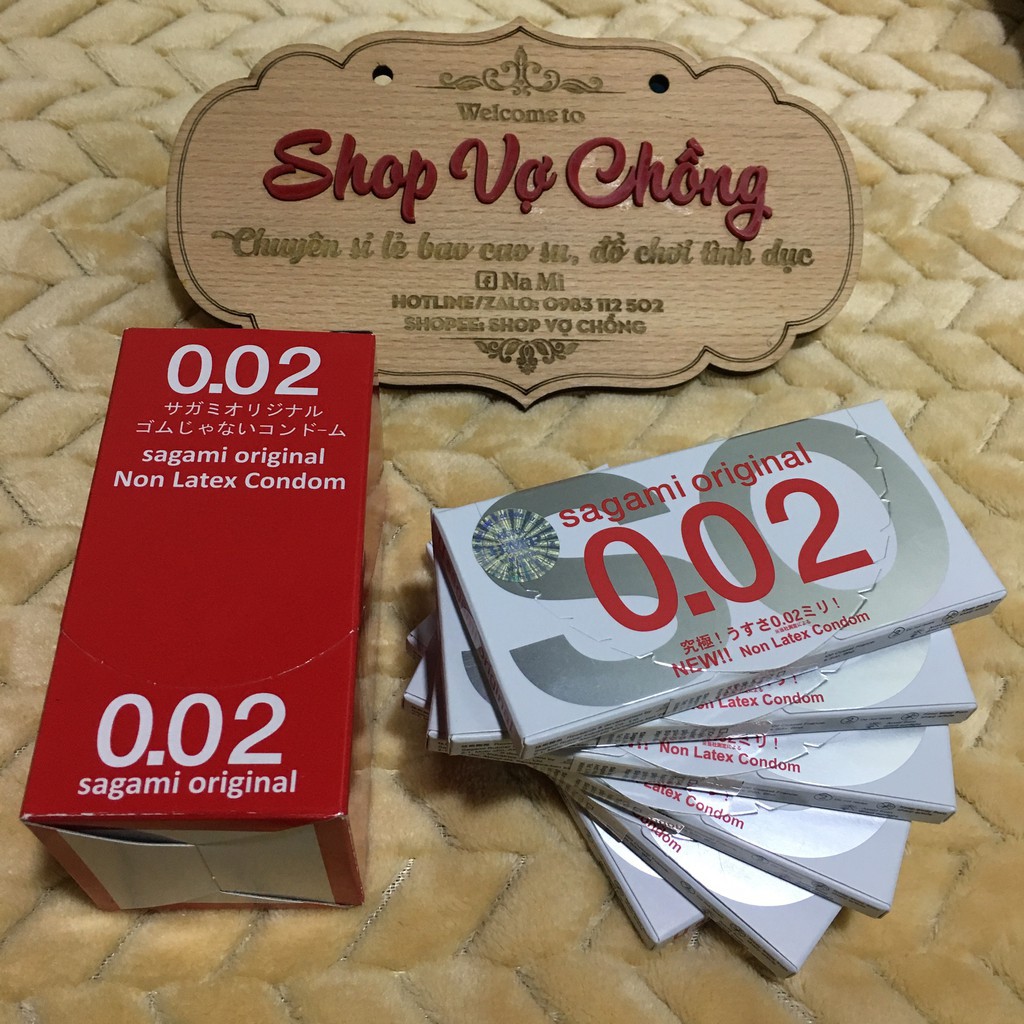 Welcome to
Shop Vợ Chồng
Chuyên sỉ lẻ bao cao su, đồ chơi tình dục
Na Mi
HOTLINE/ZALO: 0983 112 502
SHOPEE: SHOP VỢ CHỒNG
0.02
サガミオリジナル
ゴムじゃないコンドーム
sagami original
Non Latex Condom
0.02
sagami original
SO
sagami original
0.02
究極！うすさ0.02ミリ！
NEW!! Non Latex Condom
Non Latex Condom
Non Latex Condom
Latex Condom